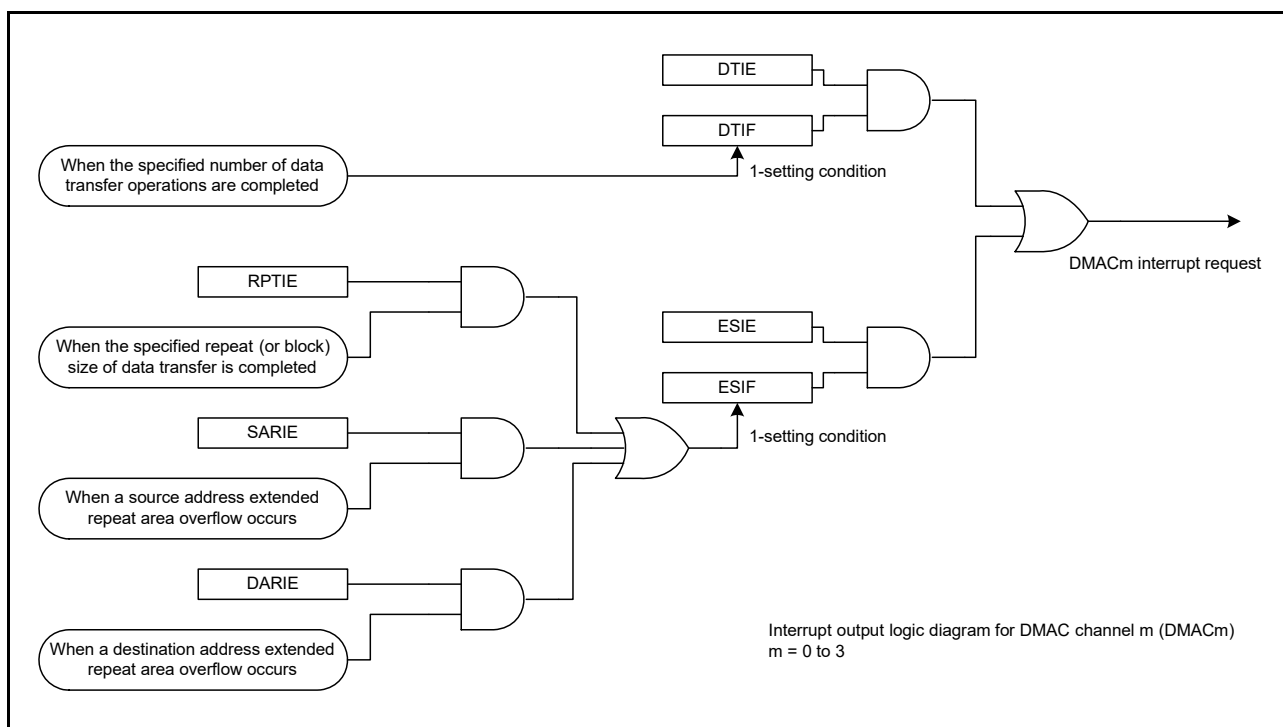 DTIE
DTIF
When the specified number of data
transfer operations are completed
1-setting condition
DMACm interrupt request
RPTIE
When the specified repeat (or block)
size of data transfer is completed
ESIE
ESIF
1-setting condition
SARIE
When a source address extended
repeat area overflow occurs
DARIE
When a destination address extended
repeat area overflow occurs
Interrupt output logic diagram for DMAC channel m (DMACm)
m = 0 to 3